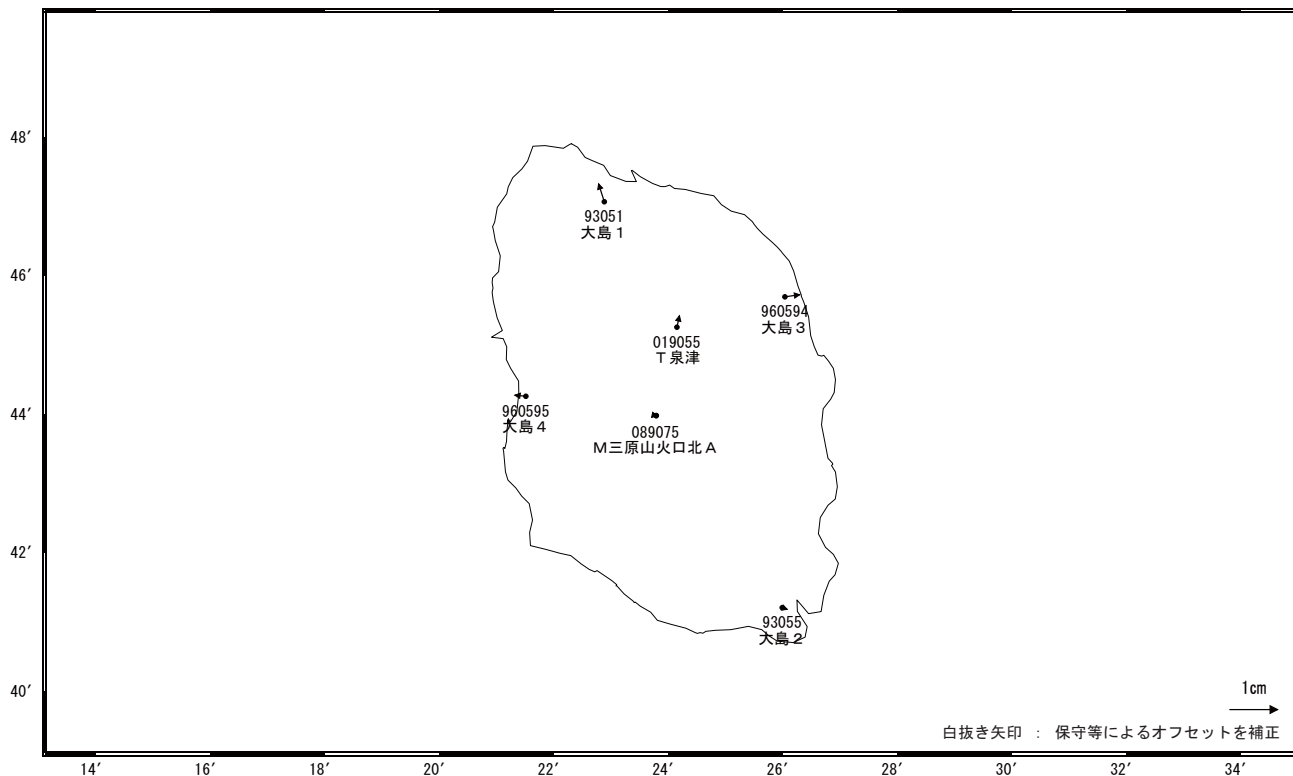 48′
93051
大島１
46′
960594
大島３
019055
Ｔ泉津
44′
960595
大島４
089075
Ｍ三原山火口北Ａ
42′
93055
大島２
40′
1cm
白抜き矢印 ： 保守等によるオフセットを補正
14′ 16′ 18′ 20′ 22′ 24′ 26′ 28′ 30′ 32′ 34′